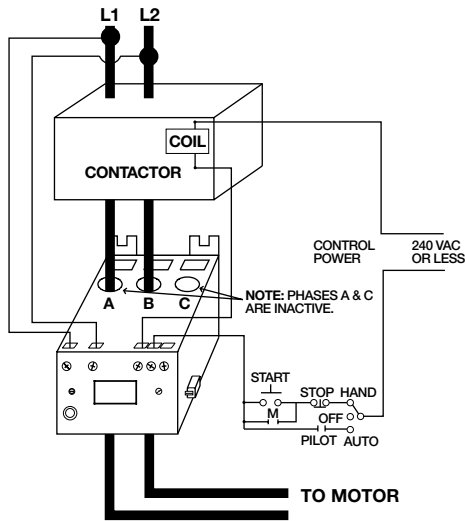 L1 L2
COIL
CONTACTOR
CONTROL
POWER
240 VAC
OR LESS
A B C
NOTE: PHASES A & C
ARE INACTIVE.
START
STOP HAND
M
OFF
PILOT AUTO
TO MOTOR